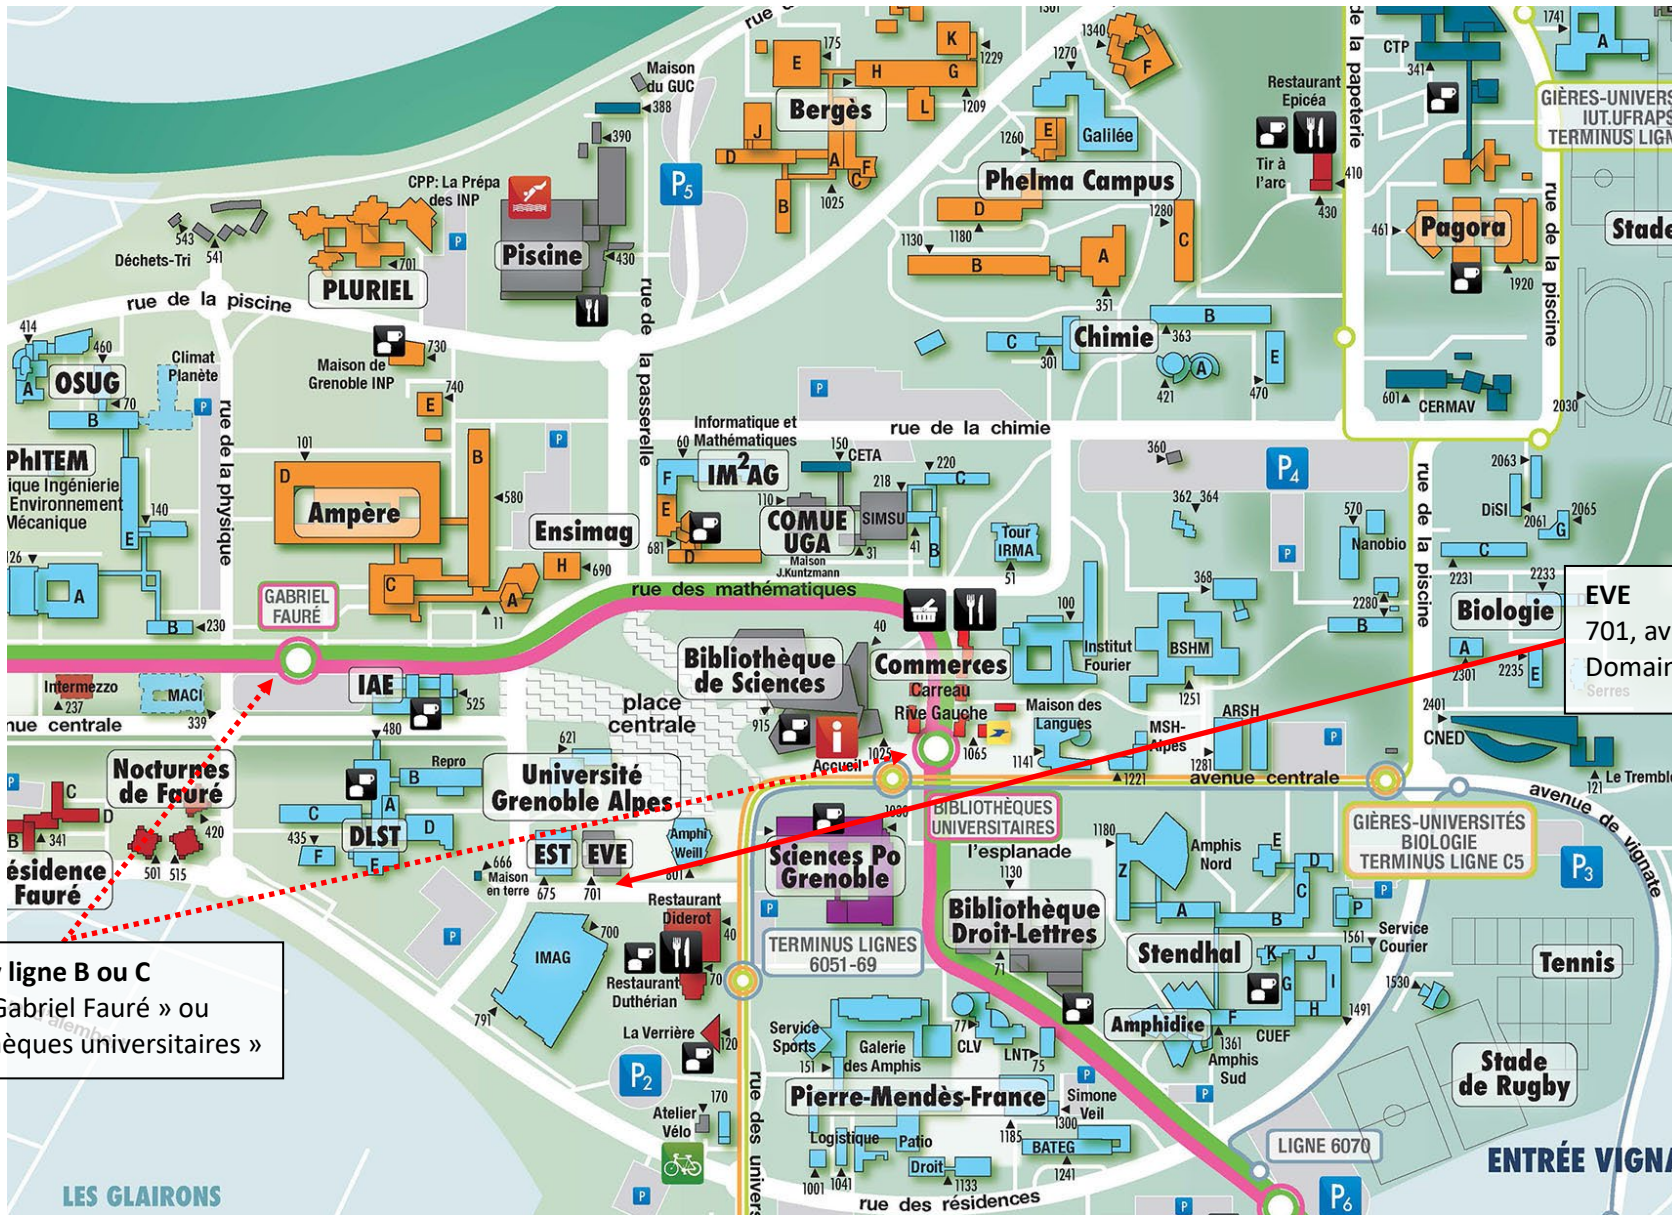 rue de
175
K
1229
E
H
G
Bergès
L
1209
J
D
A
F
C
B
1025
1301
1340
F
1270
1260
E
Galilée
Phelma Campus
D
1180
1280
1130
B
A
C
351
Restaurant
Epicéa
Tir à
l'arc
410
430
de la papeterie
CTP
341
1741
A
GIÈRES-UNIVERS
IUT.UFRAPS
TERMINUS LIGN
461
Pagora
1920
rue de la piscine
Stade
Maison
du GUC
388
390
P5
CPP: La Prépa
des INP
Piscine
430
543
541
Déchets-Tri
701
PLURIEL
rue de la piscine
rue de la passerelle
414
460
OSUG
A
70
B
Climat
Planète
P
rue de la physique
Maison de
Grenoble INP
730
740
E
PhITEM
ique Ingénierie
Environnement
Mécanique
140
E
126
A
B
230
101
D
B
Ampère
580
C
A
11
Ensimag
H
690
Informatique et
Mathématiques
60
IM²AG
F
E
681
D
150
CETA
110
218
220
C
COMUE
UGA
SIMSU
Maison
J.Kuntzmann
31
41
B
Tour
IRMA
51
C
301
Chimie
B
363
A
421
E
470
rue de la chimie
360
P4
362
364
368
570
Nanobio
2280
B
601
CERMAV
2030
2063
DiSI
2061
2065
G
C
2231
2233
Biologie
A
2301
2235
E
Serres
rue de la piscine
EVE
701, av
Domain
GABRIEL
FAURÉ
rue des mathématiques
40
Bibliothèque
de Sciences
Commerces
Carreau
Rive Gauche
915
Accueil
1025
1065
100
Institut
Fourier
BSHM
1251
Maison des
Langues
1141
MSH-
Alpes
1221
ARSH
1281
avenue centrale
2401
CNED
Le Tremble
121
avenue de vignate
Intermezzo
237
MACI
339
IAE
525
nue centrale
480
place
centrale
621
Université
Grenoble Alpes
Nocturnes
de Fauré
C
D
B
341
420
501
515
ésidence
Fauré
Repro
B
C
A
435
DLST
D
F
E
666
Maison
en terre
EST
EVE
675
701
Amphi
Weill
801
1030
Sciences Po
Grenoble
BIBLIOTHÈQUES
UNIVERSITAIRES
l'esplanade
1130
Bibliothèque
Droit-Lettres
71
1180
Z
Amphis
Nord
E
D
C
A
B
P
GIÈRES-UNIVERSITÉS
BIOLOGIE
TERMINUS LIGNE C5
P3
Stendhal
K
J
G
I
H
1561
Service
Courier
1530
1491
F
CUEF
Amphidice
1361
Amphis
Sud
Tennis
Stade
de Rugby
Restaurant
Diderot
40
70
Restaurant
Duthérian
IMAG
700
791
TERMINUS LIGNES
6051-69
La Verrière
120
P2
Service
Sports
151
Galerie
des Amphis
77
CLV
LNT
75
Pierre-Mendès-France
Simone
Veil
1300
1185
BATEG
1241
Logistique
Patio
Droit
1001
1041
1133
rue des résidences
rue des univers
Atelier
Vélo
170
LIGNE 6070
P6
ENTRÉE VIGNA
LES GLAIRONS
d'alembe
ligne B ou C
Gabriel Fauré » ou
hèques universitaires »